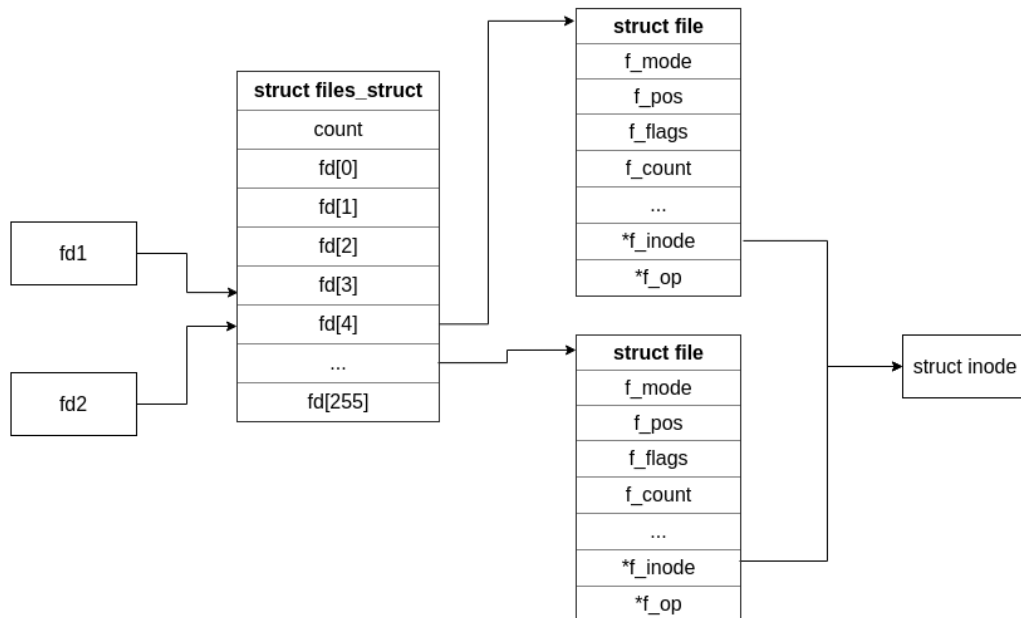 fd1
fd2
struct files_struct
count
fd[0]
fd[1]
fd[2]
fd[3]
fd[4]
...
fd[255]
struct file
f_mode
f_pos
f_flags
f_count
...
*f_inode
*f_op
struct file
f_mode
f_pos
f_flags
f_count
...
*f_inode
*f_op
struct inode